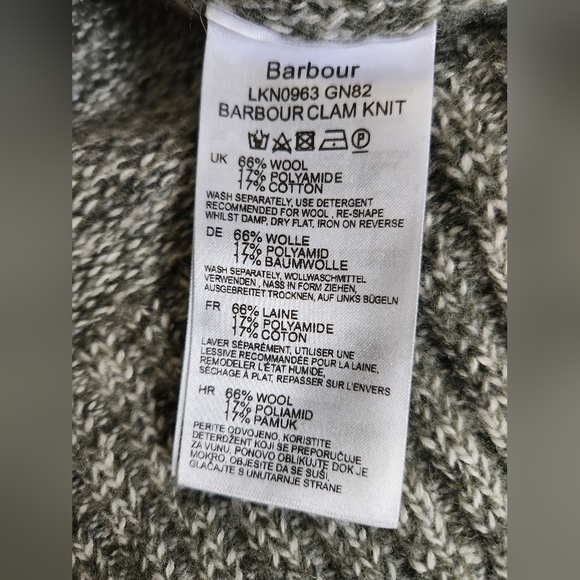 Barbour
LKN0963 GN82
BARBOUR CLAM KNIT
UK 66% WOOL
17% POLYAMIDE
17% COTTON
WASH SEPARATELY, USE DETERGENT
RECOMMENDED FOR WOOL , RE-SHAPE
WHILST DAMP, DRY FLAT, IRON ON REVERSE
DE 66% WOLLE
17% POLYAMID
17% BAUMWOLLE
WASH SEPARATELY, WOLLWASCHMITTEL
VERWENDEN , NASS IN FORM ZIEHEN,
AUSGEBREITET TROCKNEN, AUF LINKS BÜGELN
FR 66% LAINE
17% POLYAMIDE
17% COTON
LAVER SÉPARÉMENT, UTILISER UNE
LESSIVE RECOMMANDÉE POUR LA LAINE,
REMODELER L'ÉTAT HUMIDE,
SÉCHAGE À PLAT, REPASSER SUR L'ENVERS
HR 66% WOOL
17% POLIAMID
17% PAMUK
PERITE ODVOJENO, KORISTITE
DETERDŽENT KOJI SE PREPORUČUJE
ZA VUNU, PONOVO OBLIKUJTE DOK JE
MOKRO, OBJESITE DA SE SUŠI,
GLAČAJTE S UNUTARNJE STRANE